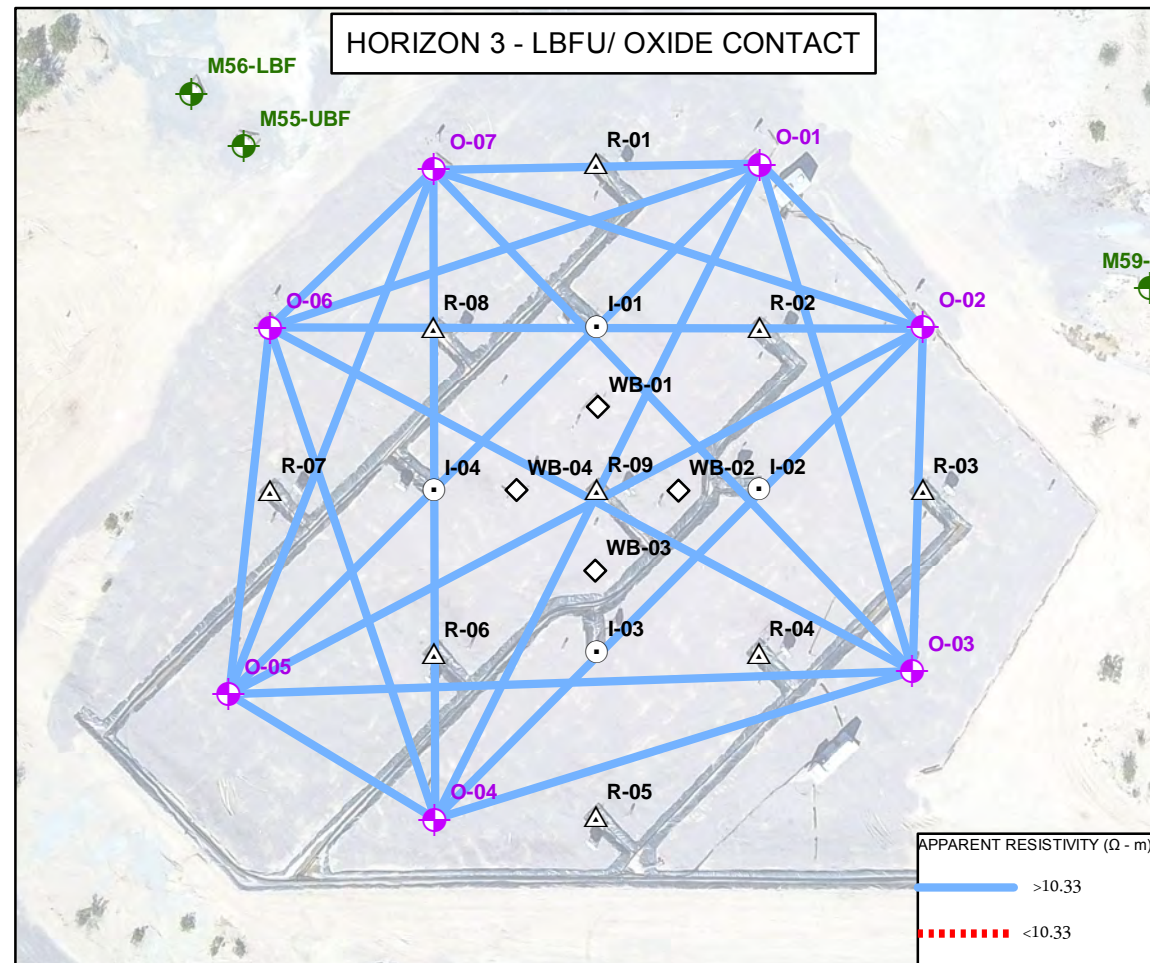 HORIZON 3 - LBFU/ OXIDE CONTACT
M56-LBF
M55-UBF
O-07
R-01
O-01
M59-
O-06
R-08
I-01
R-02
O-02
WB-01
R-07
I-04
WB-04
R-09
WB-02
I-02
R-03
WB-03
R-06
I-03
R-04
O-03
O-05
O-04
R-05
APPARENT RESISTIVITY (Ω - m)
>10.33
<10.33